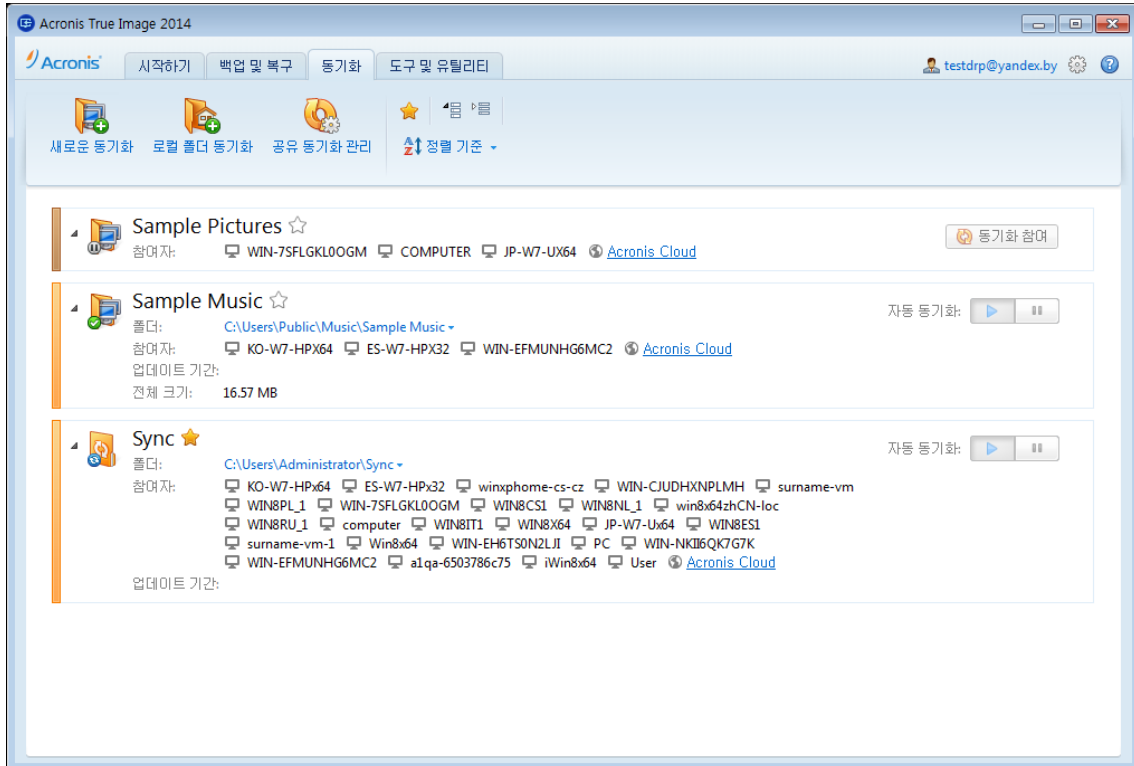 Acronis True Image 2014
Acronis 시작하기 백업 및 복구 동기화 도구 및 유틸리티 testdrp@yandex.by
새로운 동기화 로컬 폴더 동기화 공유 동기화 관리 정렬 기준
Sample Pictures 동기화 참여
참여자: WIN-7SFLGKL0OGM COMPUTER JP-W7-UX64 Acronis Cloud
Sample Music 자동 동기화:
폴더: C:\Users\Public\Music\Sample Music
참여자: KO-W7-HPX64 ES-W7-HPX32 WIN-EFMUNHG6MC2 Acronis Cloud
업데이트 기간:
전체 크기: 16.57 MB
Sync 자동 동기화:
폴더: C:\Users\Administrator\Sync
참여자: KO-W7-HPx64 ES-W7-HPx32 winxphome-cs-cz WIN-CJUDHXNPLMH surname-vm
WIN8PL_1 WIN-7SFLGKL0OGM WIN8CS1 WIN8NL_1 win8x64zhCN-loc
WIN8RU_1 computer WIN8IT1 WIN8X64 JP-W7-Ux64 WIN8ES1
surname-vm-1 Win8x64 WIN-EH6TS0N2LJI PC WIN-NKII6QK7G7K
WIN-EFMUNHG6MC2 a1qa-6503786c75 iWin8x64 User Acronis Cloud
업데이트 기간: